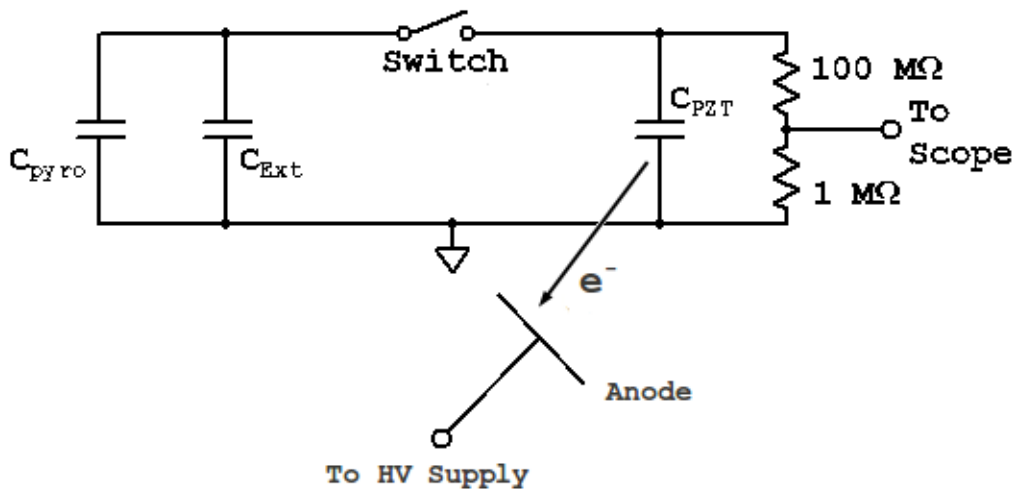 Switch
100 MΩ
C_PZT
To
Scope
C_pyro
C_Ext
1 MΩ
e⁻
Anode
To HV Supply